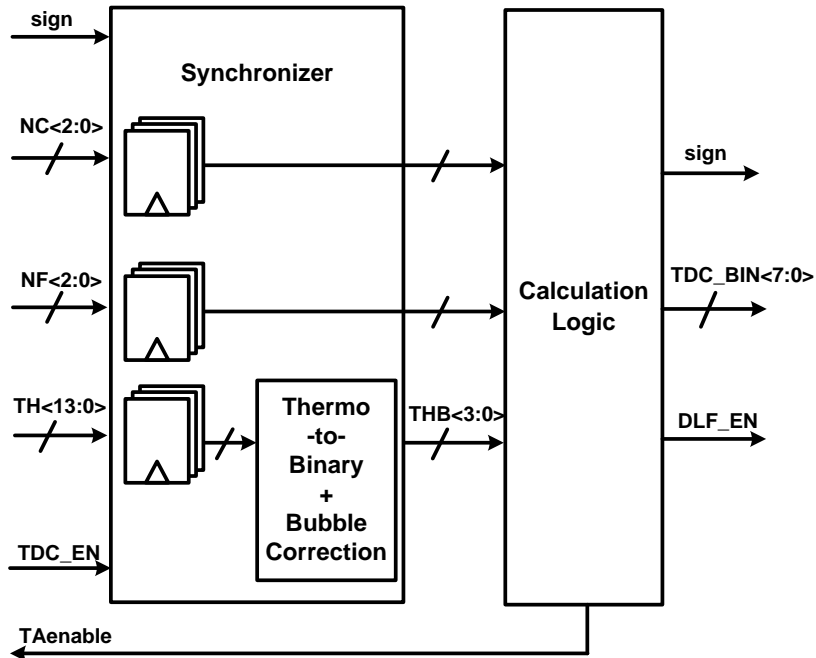 sign
Synchronizer
NC<2:0>
sign
NF<2:0>
TDC_BIN<7:0>
Calculation
Logic
TH<13:0>
Thermo
-to-
Binary
+
Bubble
Correction
THB<3:0>
DLF_EN
TDC_EN
TAenable